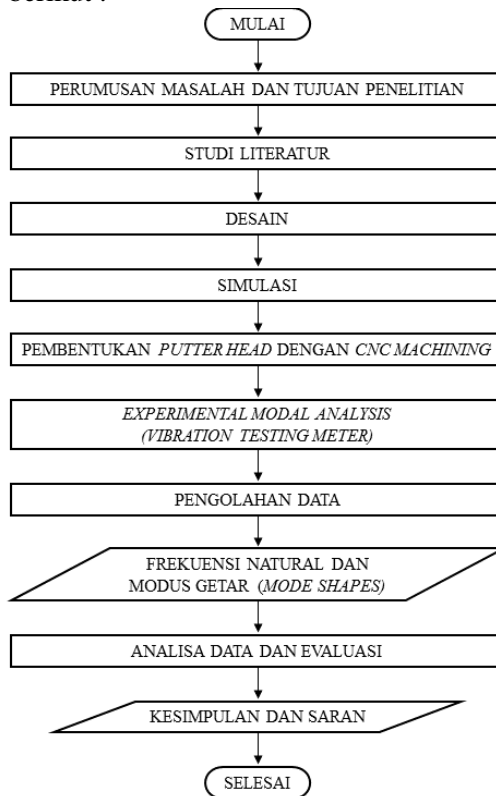 berikut :
MULAI
PERUMUSAN MASALAH DAN TUJUAN PENELITIAN
STUDI LITERATUR
DESAIN
SIMULASI
PEMBENTUKAN PUTTER HEAD DENGAN CNC MACHINING
EXPERIMENTAL MODAL ANALYSIS
(VIBRATION TESTING METER)
PENGOLAHAN DATA
FREKUENSI NATURAL DAN
MODUS GETAR (MODE SHAPES)
ANALISA DATA DAN EVALUASI
KESIMPULAN DAN SARAN
SELESAI